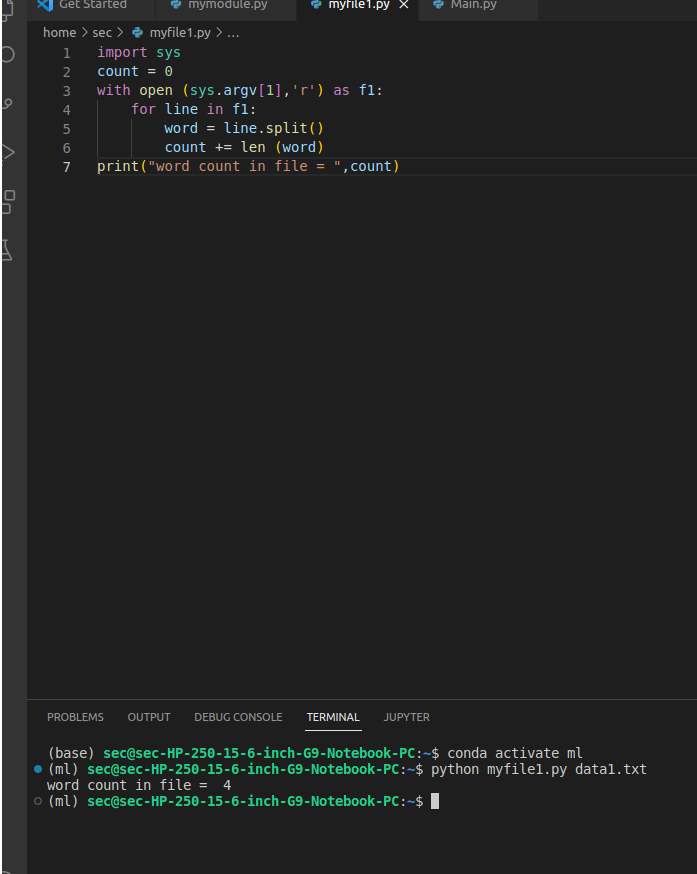 Get Started mymodule.py myfile1.py Main.py
home > sec > myfile1.py > ...
1 import sys
2 count = 0
3 with open (sys.argv[1],'r') as f1:
4 for line in f1:
5 word = line.split()
6 count += len (word)
7 print("word count in file = ",count)
PROBLEMS OUTPUT DEBUG CONSOLE TERMINAL JUPYTER
(base) sec@sec-HP-250-15-6-inch-G9-Notebook-PC:~$ conda activate ml
(ml) sec@sec-HP-250-15-6-inch-G9-Notebook-PC:~$ python myfile1.py data1.txt
word count in file =  4
(ml) sec@sec-HP-250-15-6-inch-G9-Notebook-PC:~$